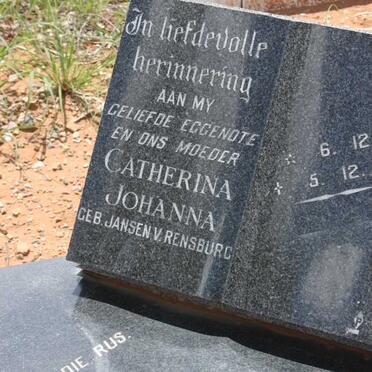 In liefdevolle
herinnering
AAN MY
GELIEFDE EGGENOTE
EN ONS MOEDER
CATHERINA
JOHANNA
GEB. JANSEN V. RENSBURG
6. 12
5. 12.
DIE RUS.